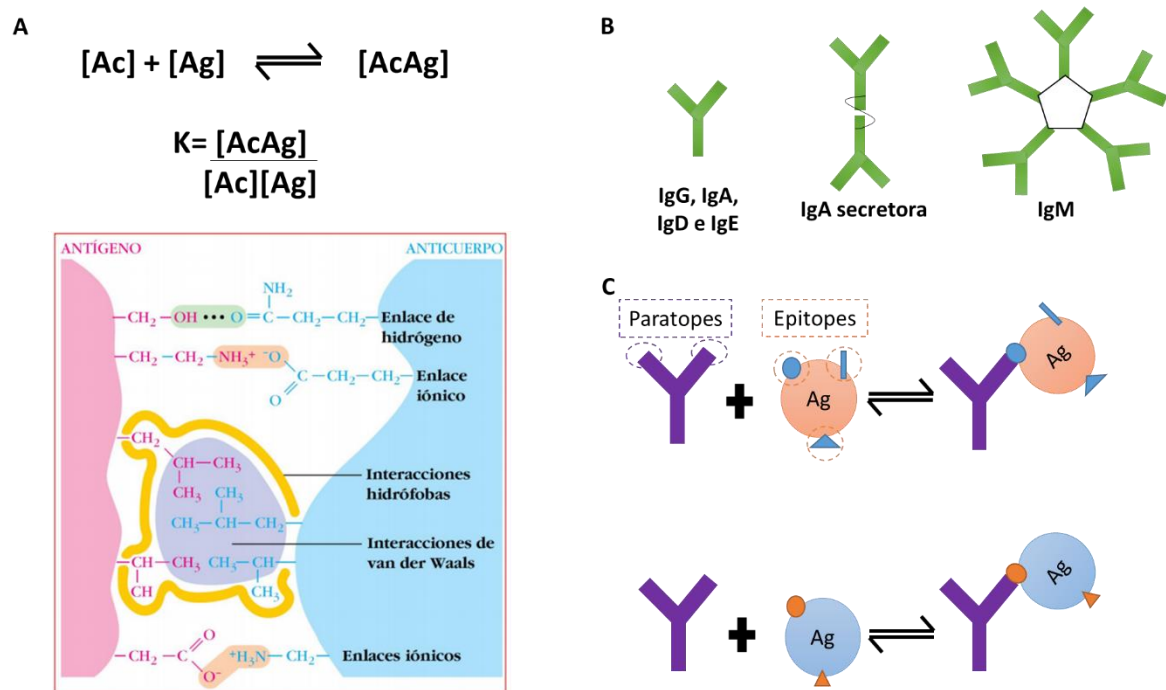 A
[Ac] + [Ag] ⇌ [AcAg]
K= [AcAg]
[Ac][Ag]
ANTÍGENO
ANTICUERPO
NH₂
CH₂—OH ••• O=C—CH₂—CH₂
Enlace de
hidrógeno
CH₂—CH₂—NH₃⁺ ⁻O
C—CH₂—CH₂
O
Enlace
iónico
CH₂
CH—CH₃
CH₃
CH₃
CH₃—CH—CH₂
Interacciones
hidrófobas
Interacciones de
van der Waals
CH—CH₃
CH₃—CH
CH
CH₃
O
CH₂—C
O⁻
⁺H₃N—CH₂
Enlaces iónicos
B
IgG, IgA,
IgD e IgE
IgA secretora
IgM
C
Paratopes
Epitopes
+
Ag
⇌
Ag
+
Ag
⇌
Ag